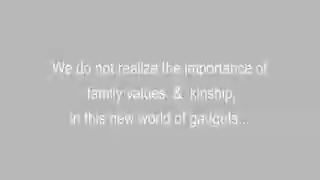 We do not realize the importance of
family values & kinship,
in this new world of gadgets...